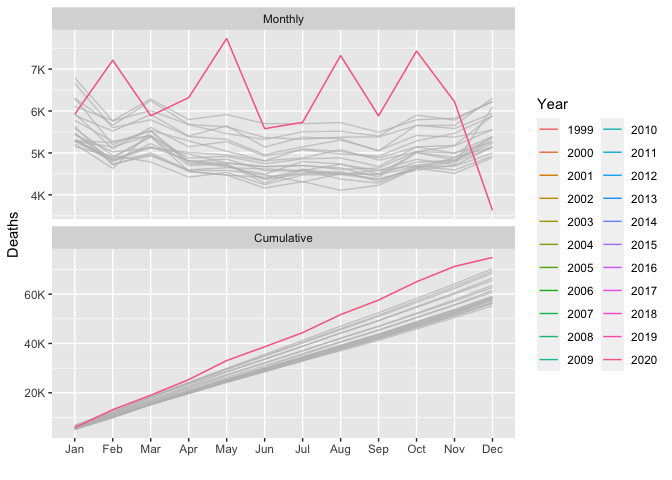 Monthly
7K
6K
5K
4K
Deaths
Cumulative
60K
40K
20K
Jan Feb Mar Apr May Jun Jul Aug Sep Oct Nov Dec
Year
1999 2010
2000 2011
2001 2012
2002 2013
2003 2014
2004 2015
2005 2016
2006 2017
2007 2018
2008 2019
2009 2020